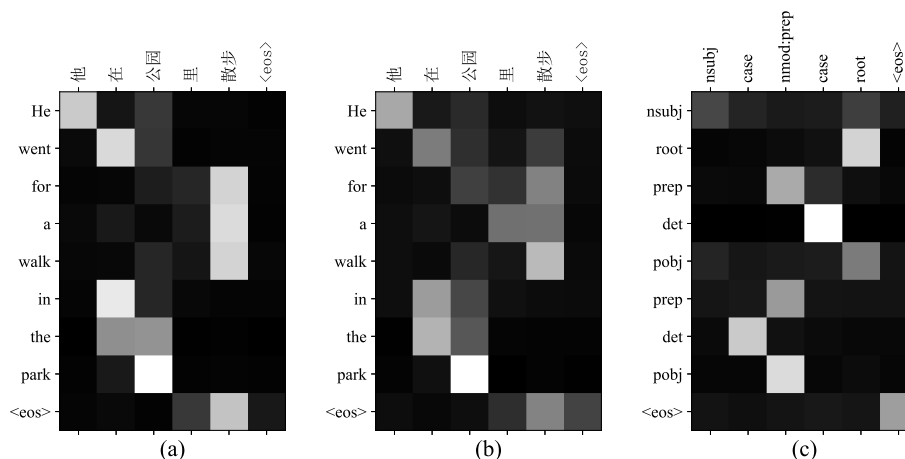 他 在 公园 里 散步 <eos>
He
went
for
a
walk
in
the
park
<eos>
(a)
他 在 公园 里 散步 <eos>
He
went
for
a
walk
in
the
park
<eos>
(b)
nsubj case nmod:prep case root <eos>
nsubj
root
prep
det
pobj
prep
det
pobj
<eos>
(c)